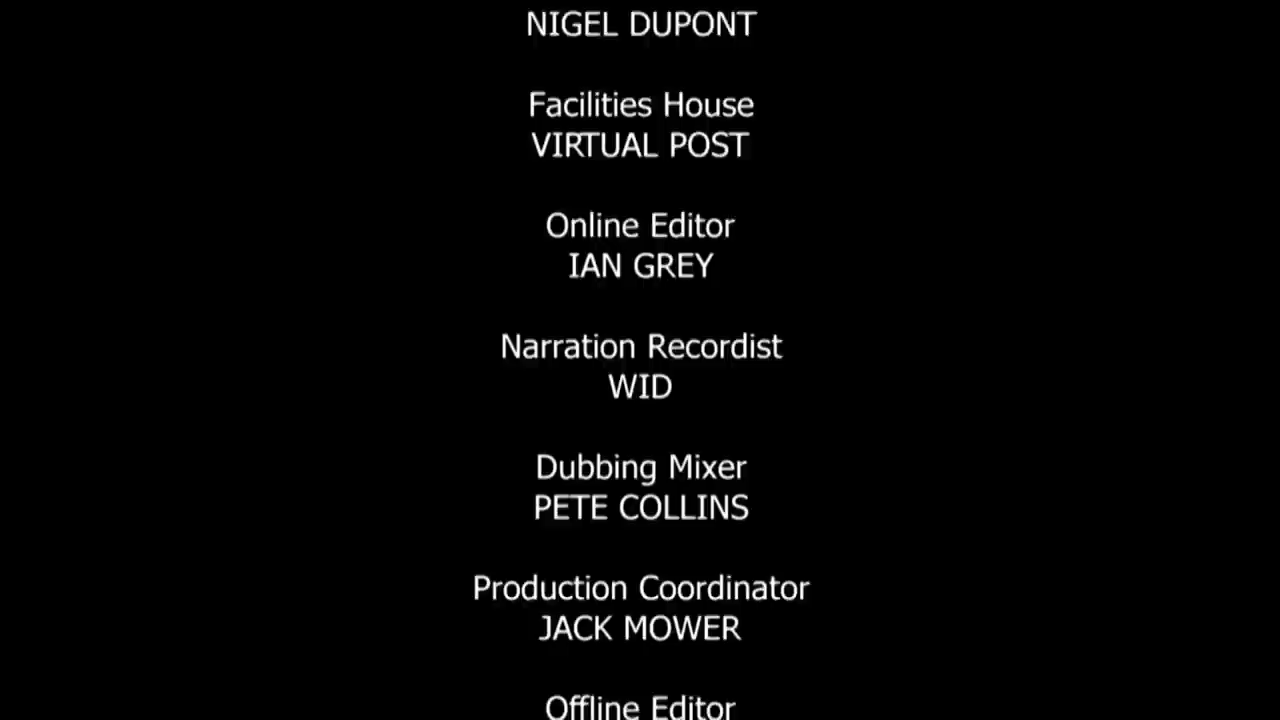 NIGEL DUPONT
Facilities House
VIRTUAL POST
Online Editor
IAN GREY
Narration Recordist
WID
Dubbing Mixer
PETE COLLINS
Production Coordinator
JACK MOWER
Offline Editor